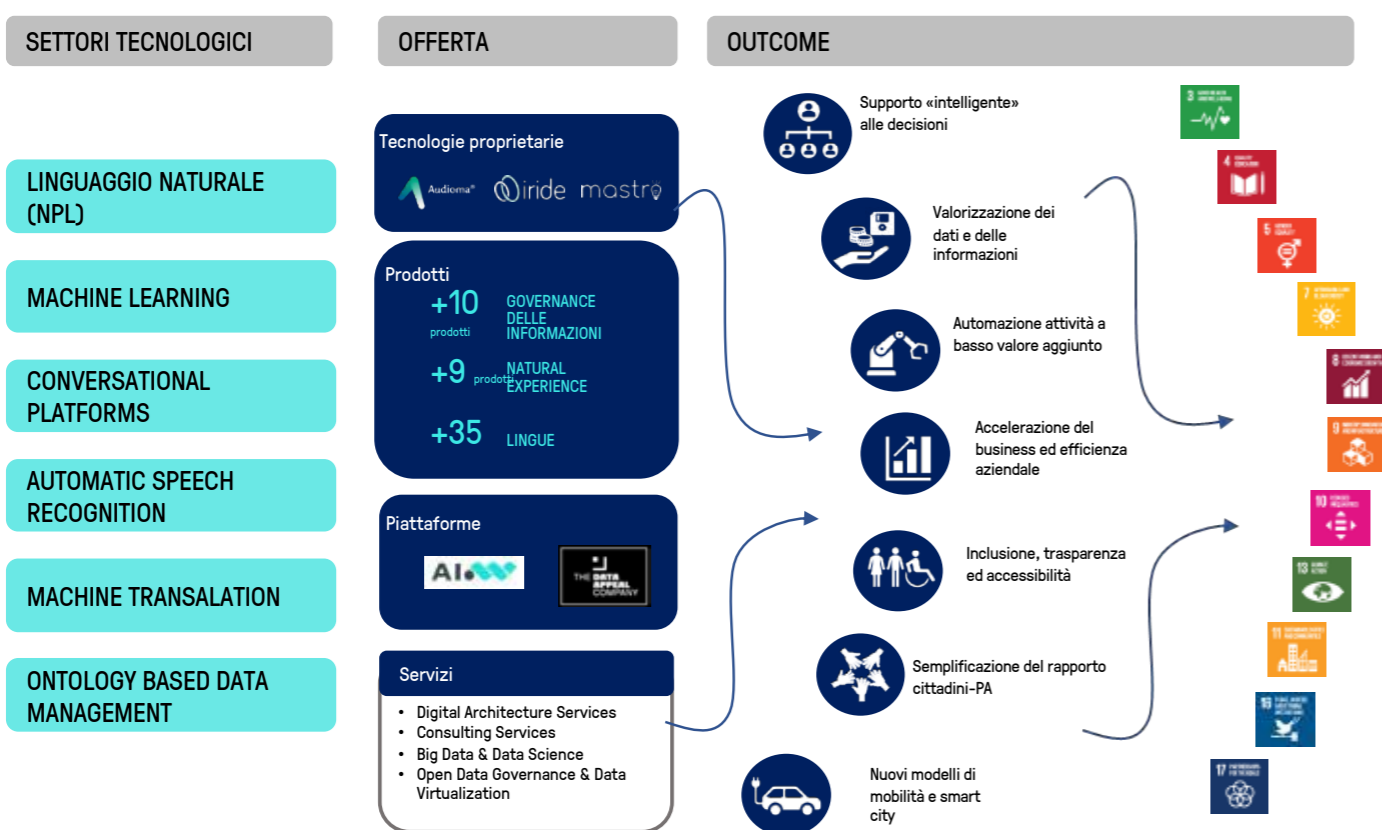 SETTORI TECNOLOGICI
OFFERTA
OUTCOME
LINGUAGGIO NATURALE
(NPL)
MACHINE LEARNING
CONVERSATIONAL
PLATFORMS
AUTOMATIC SPEECH
RECOGNITION
MACHINE TRANSALATION
ONTOLOGY BASED DATA
MANAGEMENT
Tecnologie proprietarie
Audioma®
iride
mastro
Prodotti
+10
prodotti
GOVERNANCE
DELLE
INFORMAZIONI
+9 prodotti
NATURAL
EXPERIENCE
+35 LINGUE
Piattaforme
THE DATA
APPEAL
COMPANY
Servizi
• Digital Architecture Services
• Consulting Services
• Big Data & Data Science
• Open Data Governance & Data
Virtualization
Supporto «intelligente»
alle decisioni
Valorizzazione dei
dati e delle
informazioni
Automazione attività a
basso valore aggiunto
Accelerazione del
business ed efficienza
aziendale
Inclusione, trasparenza
ed accessibilità
Semplificazione del rapporto
cittadini-PA
Nuovi modelli di
mobilità e smart
city
3
4
5
7
8
9
10
13
11
16
17